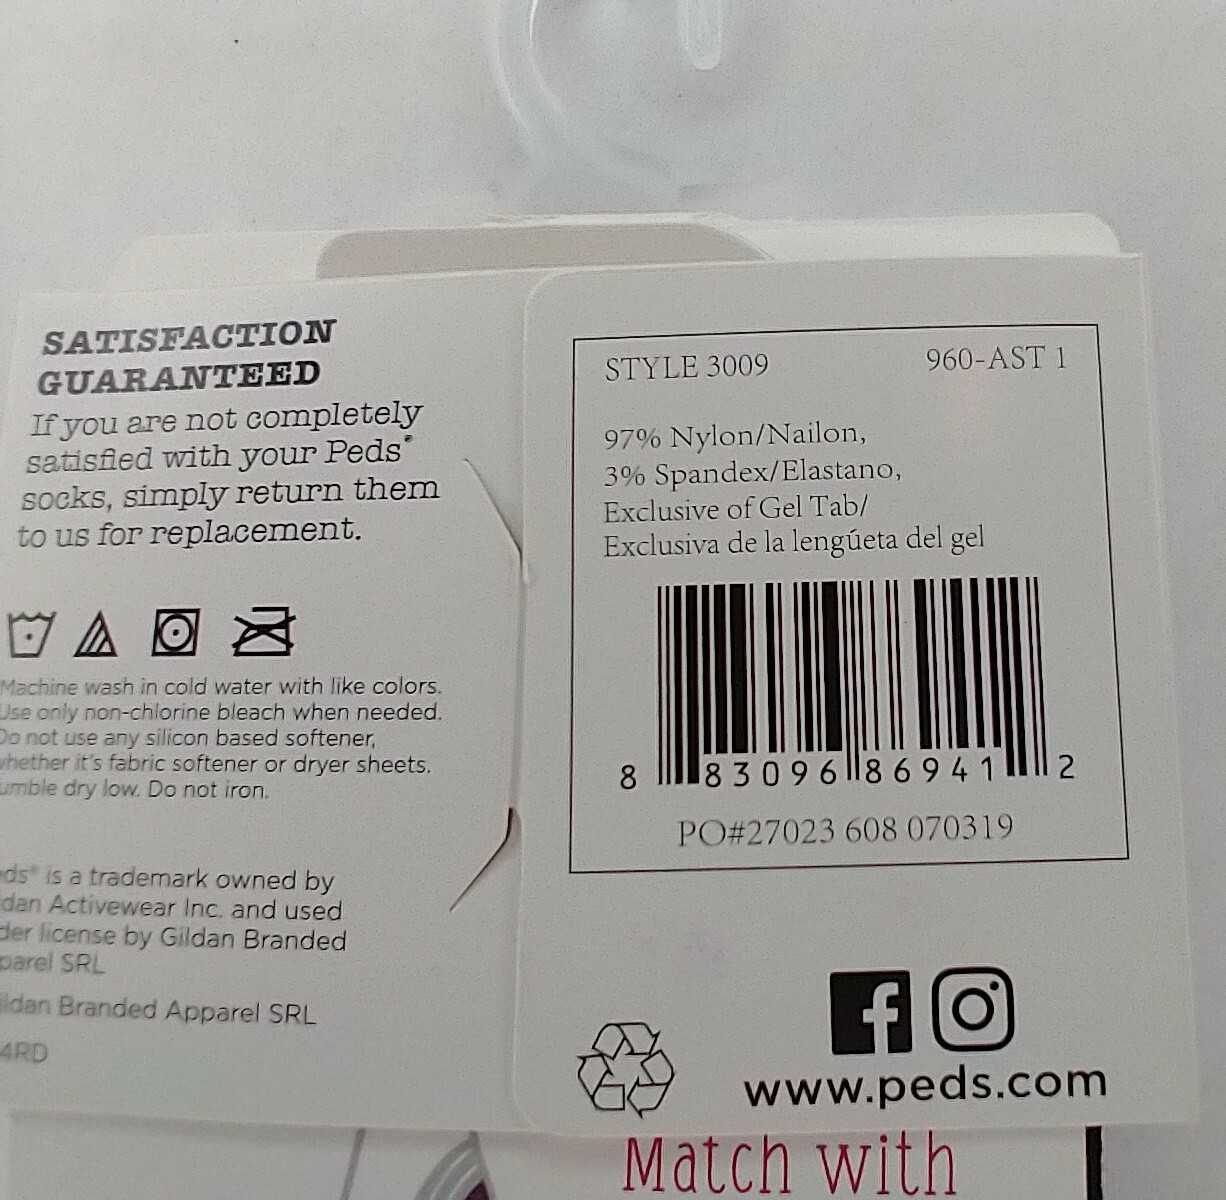 SATISFACTION
GUARANTEED
If you are not completely
satisfied with your Peds®
socks, simply return them
to us for replacement.
Machine wash in cold water with like colors.
Use only non-chlorine bleach when needed.
Do not use any silicon based softener,
whether it's fabric softener or dryer sheets.
umble dry low. Do not iron.
eds® is a trademark owned by
dan Activewear Inc. and used
der license by Gildan Branded
parel SRL
ildan Branded Apparel SRL
4RD
STYLE 3009 960-AST 1
97% Nylon/Nailon,
3% Spandex/Elastano,
Exclusive of Gel Tab/
Exclusiva de la lengúeta del gel
8 83096 86941 2
PO#27023 608 070319
www.peds.com
Match with